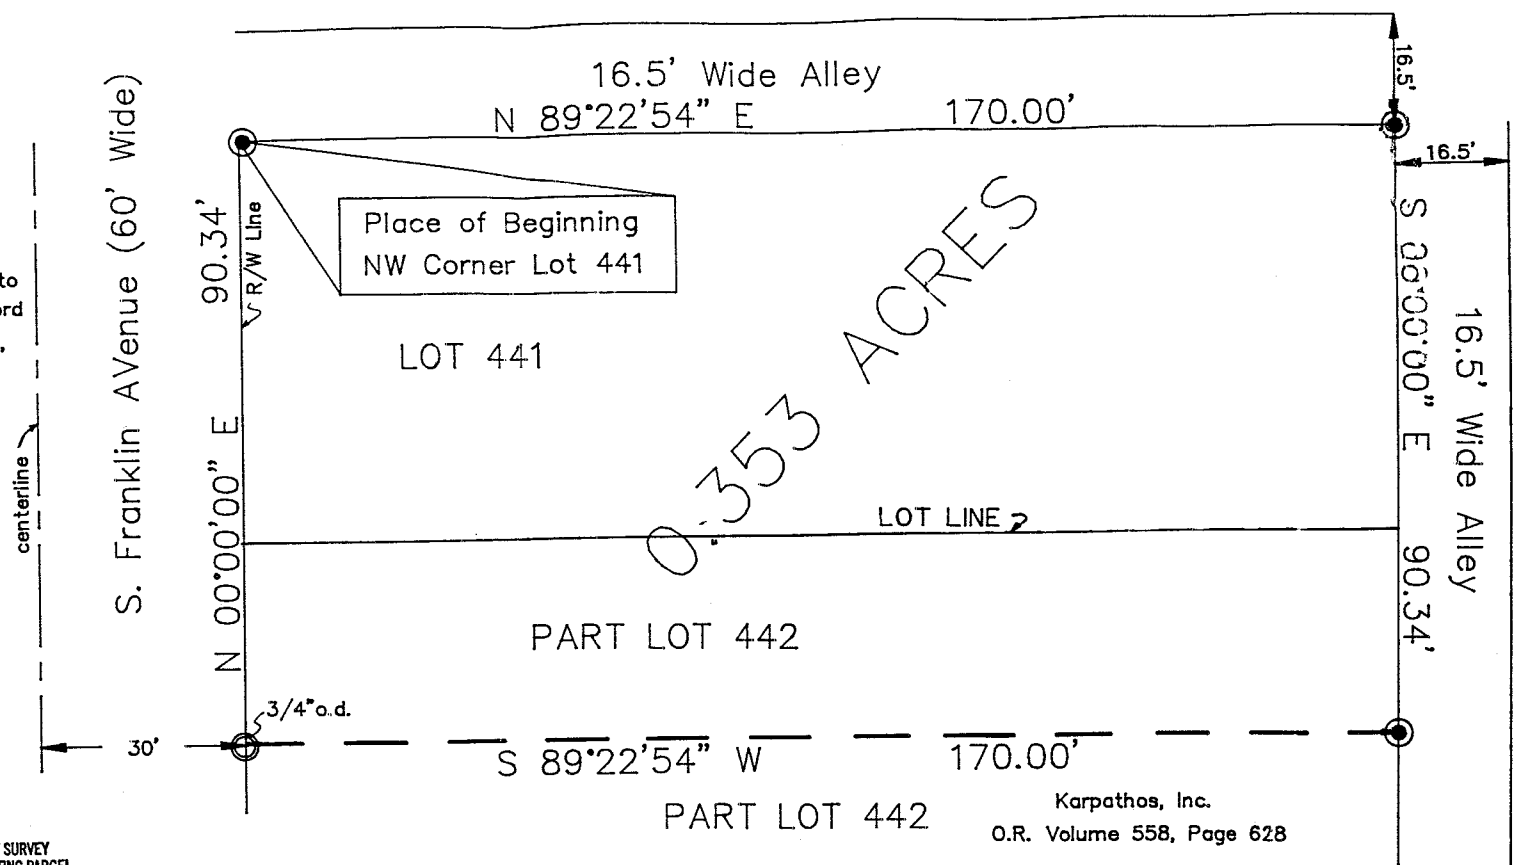 16.5' Wide Alley
N 89°22'54" E 170.00'
16.5'
16.5'
S. Franklin AVenue (60' Wide)
90.34'
R/W Line
Place of Beginning
NW Corner Lot 441
to
ord
LOT 441
0.353 ACRES
S 00°00'00" E
90.34'
16.5' Wide Alley
centerline
N 00°00'00" E
LOT LINE
PART LOT 442
3/4"o.d.
30'
S 89°22'54" W 170.00'
PART LOT 442
Karpathos, Inc.
O.R. Volume 558, Page 628
SURVEY